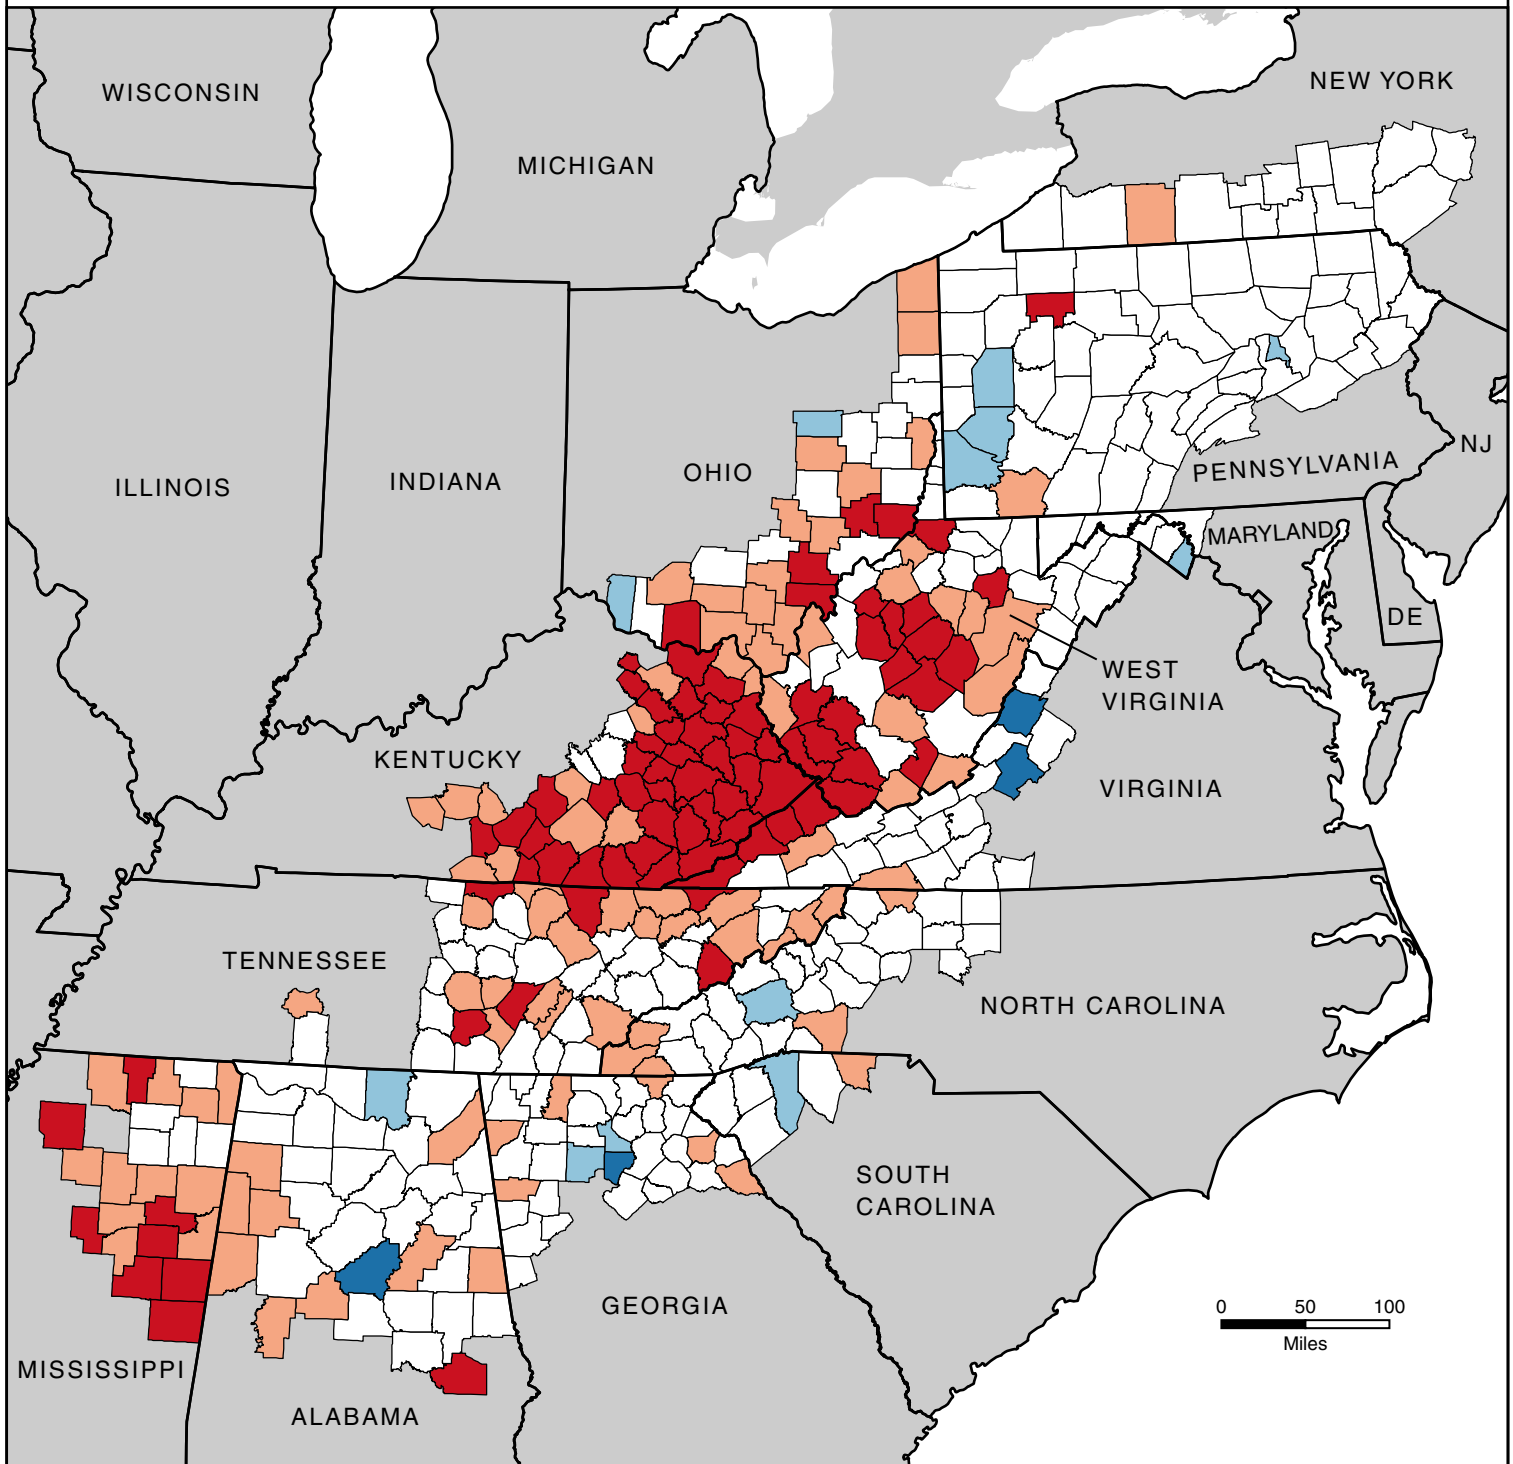 WISCONSIN
NEW YORK
MICHIGAN
ILLINOIS
INDIANA
OHIO
PENNSYLVANIA
NJ
MARYLAND
DE
WEST
VIRGINIA
KENTUCKY
VIRGINIA
TENNESSEE
NORTH CAROLINA
SOUTH
CAROLINA
GEORGIA
0 50 100
Miles
MISSISSIPPI
ALABAMA